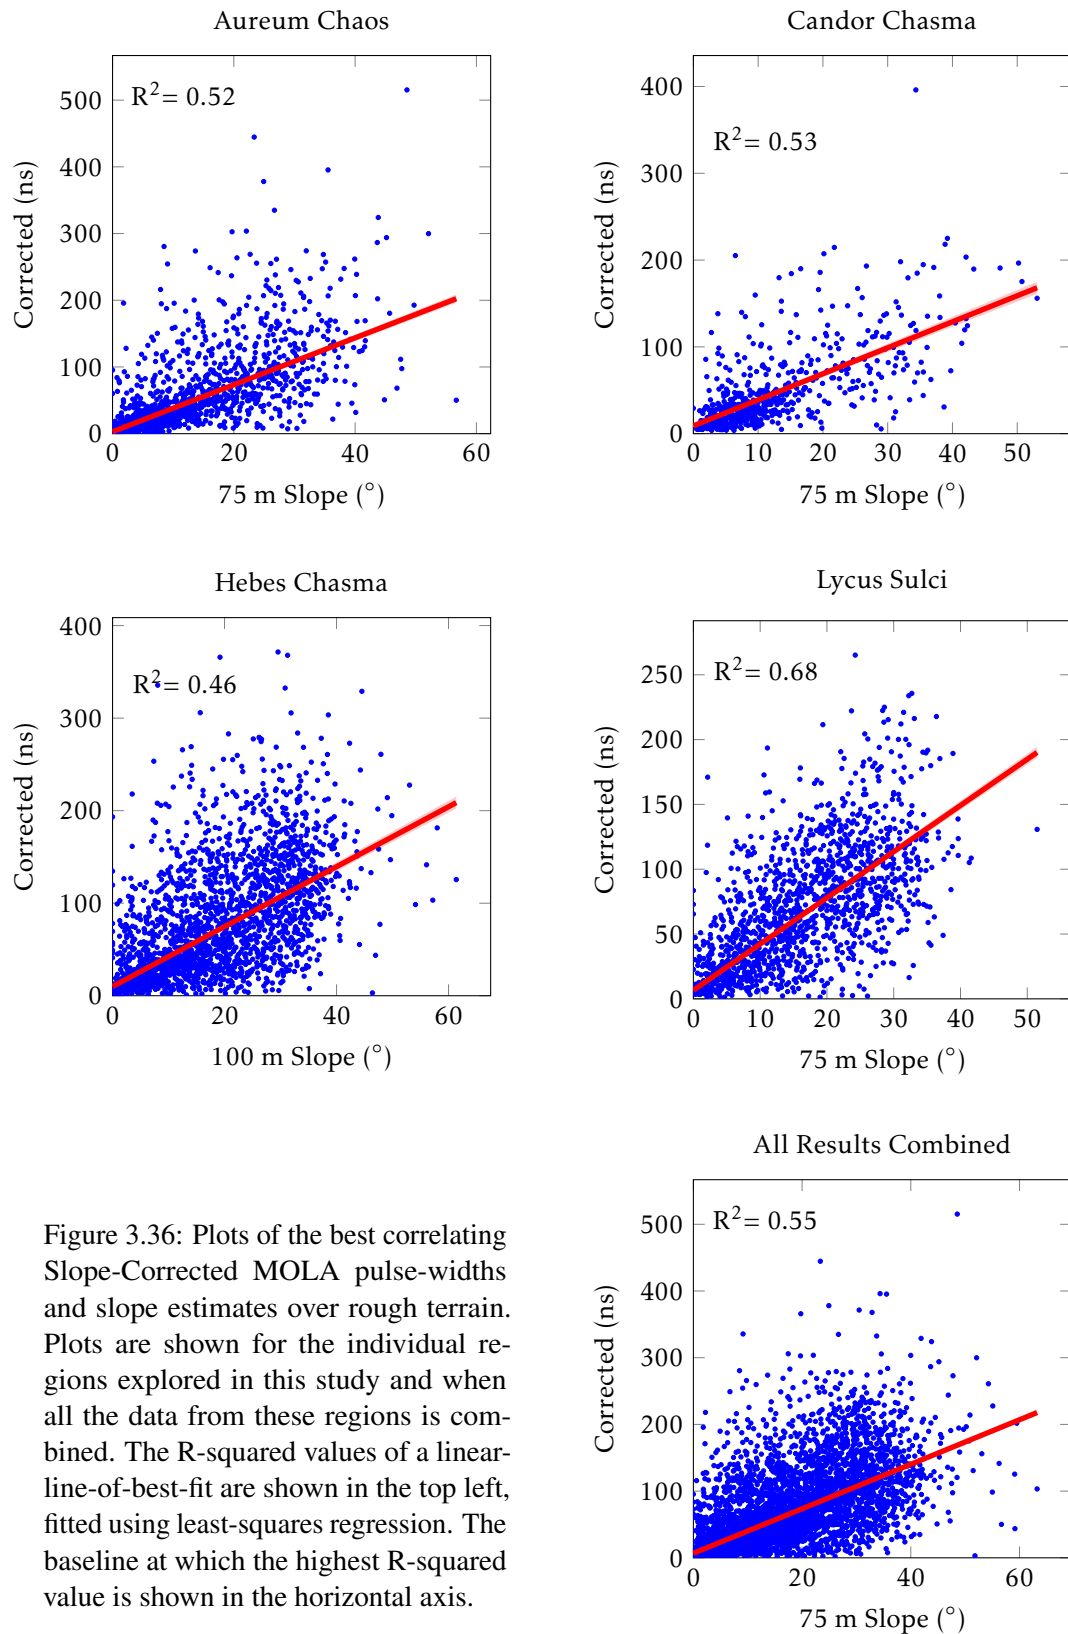 Aureum Chaos
R²= 0.52
Corrected (ns)
500
400
300
200
100
0
0 20 40 60
75 m Slope (°)
Candor Chasma
R²= 0.53
Corrected (ns)
400
300
200
100
0
0 10 20 30 40 50
75 m Slope (°)
Hebes Chasma
R²= 0.46
Corrected (ns)
400
300
200
100
0
0 20 40 60
100 m Slope (°)
Lycus Sulci
R²= 0.68
Corrected (ns)
250
200
150
100
50
0
0 10 20 30 40 50
75 m Slope (°)
All Results Combined
R²= 0.55
Corrected (ns)
500
400
300
200
100
0
0 20 40 60
75 m Slope (°)
Figure 3.36: Plots of the best correlating
Slope-Corrected MOLA pulse-widths
and slope estimates over rough terrain.
Plots are shown for the individual re-
gions explored in this study and when
all the data from these regions is com-
bined. The R-squared values of a linear-
line-of-best-fit are shown in the top left,
fitted using least-squares regression. The
baseline at which the highest R-squared
value is shown in the horizontal axis.